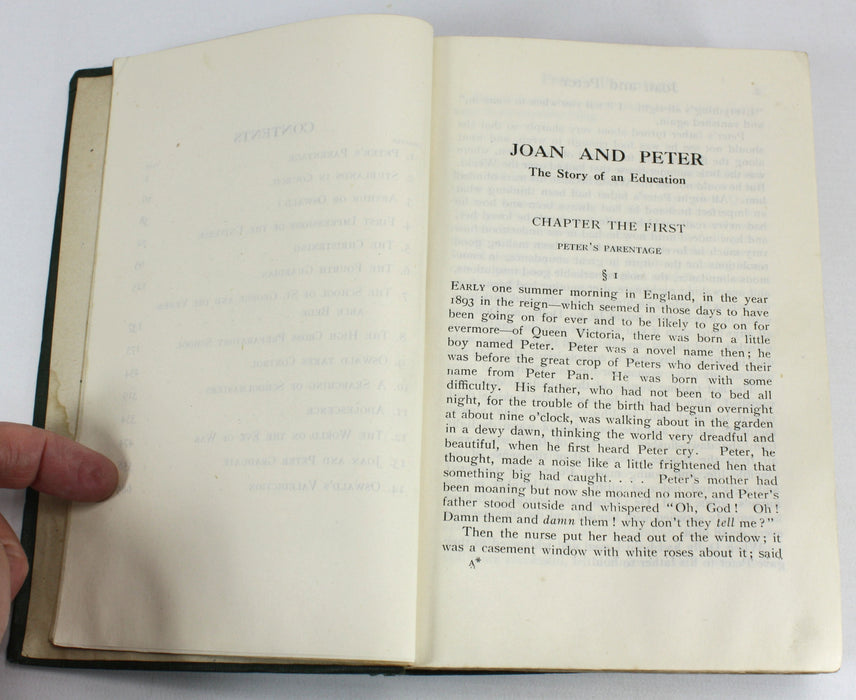 JOAN AND PETER
The Story of an Education
CHAPTER THE FIRST
PETER'S PARENTAGE
§ 1
EARLY one summer morning in England, in the year
1893 in the reign—which seemed in those days to have
been going on for ever and to be likely to go on for
evermore—of Queen Victoria, there was born a little
boy named Peter. Peter was a novel name then; he
was before the great crop of Peters who derived their
name from Peter Pan. He was born with some
difficulty. His father, who had not been to bed all
night, for the trouble of the birth had begun overnight
at about nine o'clock, was walking about in the garden
in a dewy dawn, thinking the world very dreadful and
beautiful, when he first heard Peter cry. Peter, he
thought, made a noise like a little frightened hen that
something big had caught. . . . Peter's mother had
been moaning but now she moaned no more, and Peter's
father stood outside and whispered "Oh, God! Oh!
Damn them and damn them! why don't they tell me?"
Then the nurse put her head out of the window; it
was a casement window with white roses about it; said
A*